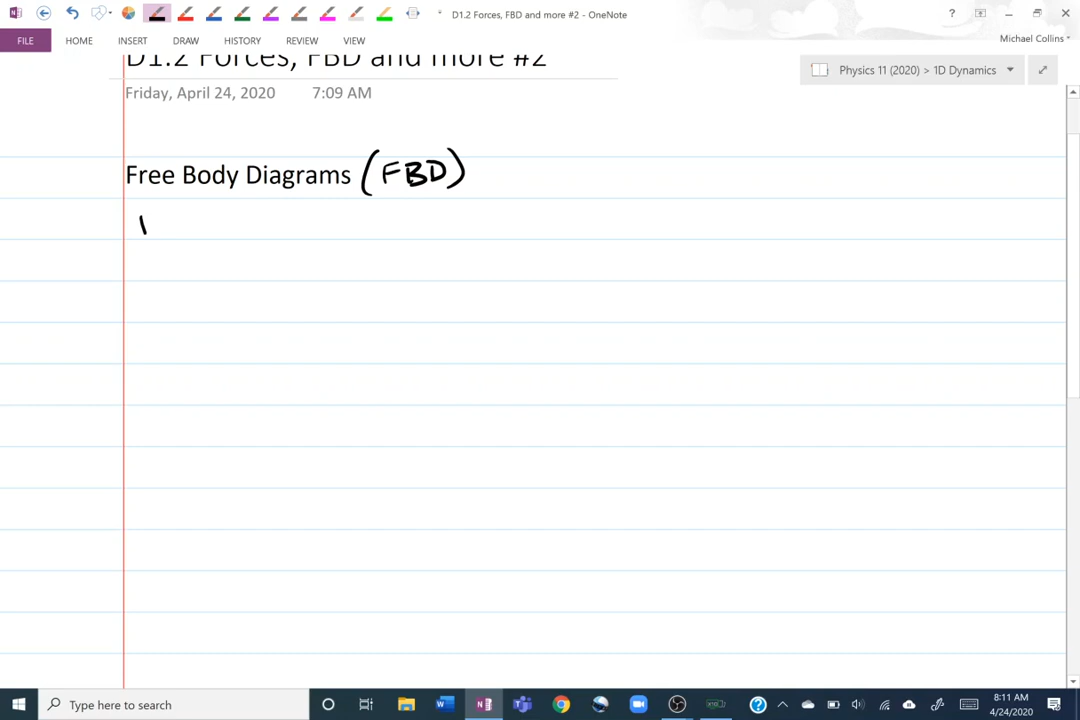 D1.2 Forces, FBD and more #2 - OneNote
Michael Collins
FILE HOME INSERT DRAW HISTORY REVIEW VIEW
D1.2 Forces, FBD and more #2
Physics 11 (2020) > 1D Dynamics
Friday, April 24, 2020 7:09 AM
Free Body Diagrams (FBD)
Type here to search
8:11 AM
4/24/2020